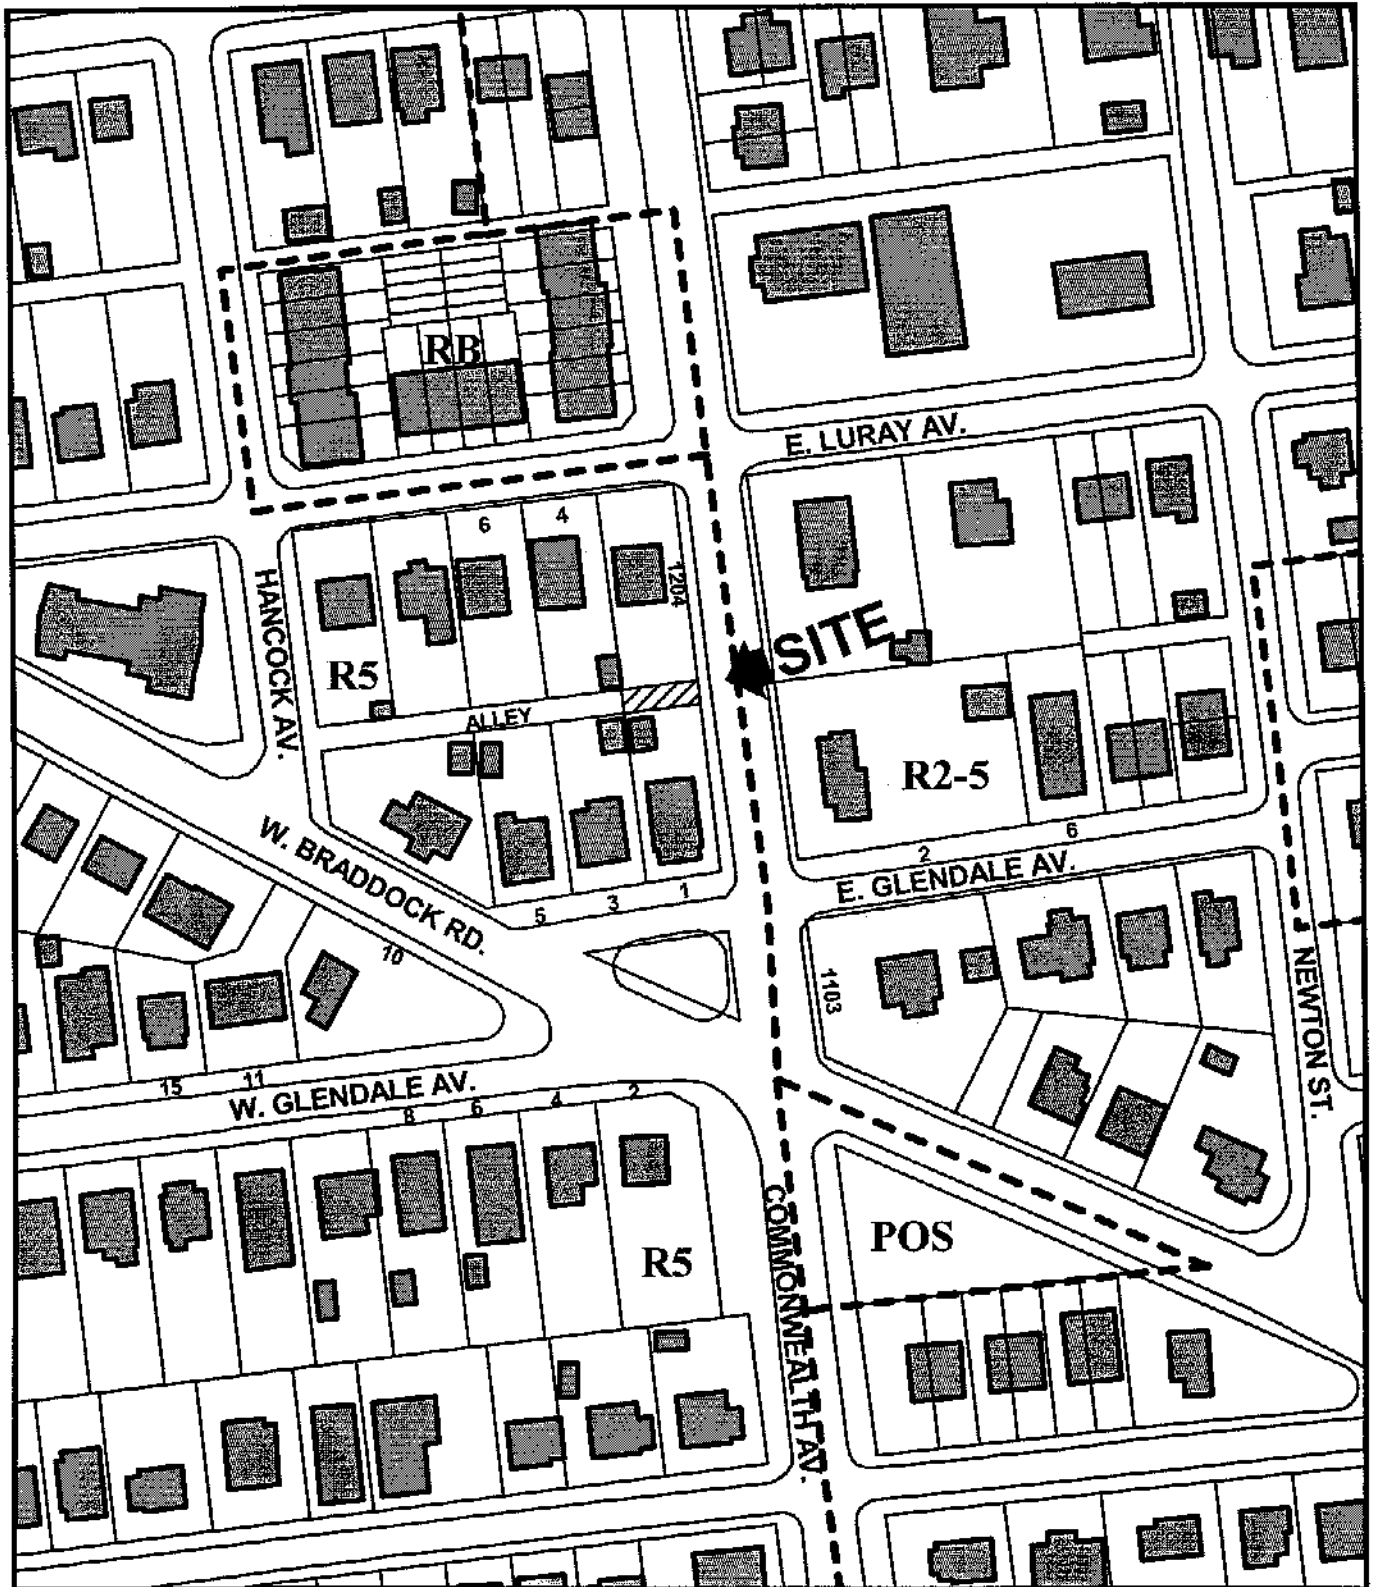 RB
E. LURAY AV.
6
4
1204
HANCOCK AV.
SITE
R5
ALLEY
R2-5
W. BRADDOCK RD.
6
2
E. GLENDALE AV.
1
3
5
10
1103
NEWTON ST.
15
11
W. GLENDALE AV.
8
6
4
2
COMMONWEALTH AV.
POS
R5